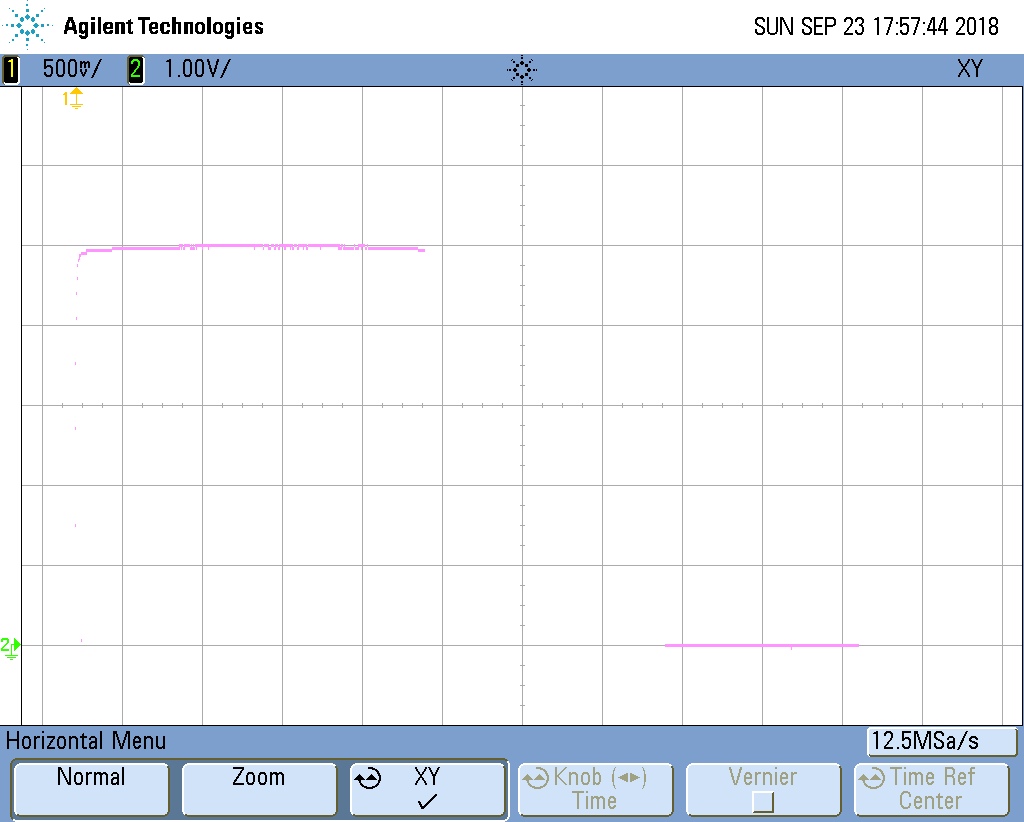 Agilent Technologies
SUN SEP 23 17:57:44 2018
1 500mV/ 2 1.00V/ XY
1
2
Horizontal Menu
12.5MSa/s
Normal
Zoom
XY
Knob (◄►)
Time
Vernier
Time Ref
Center